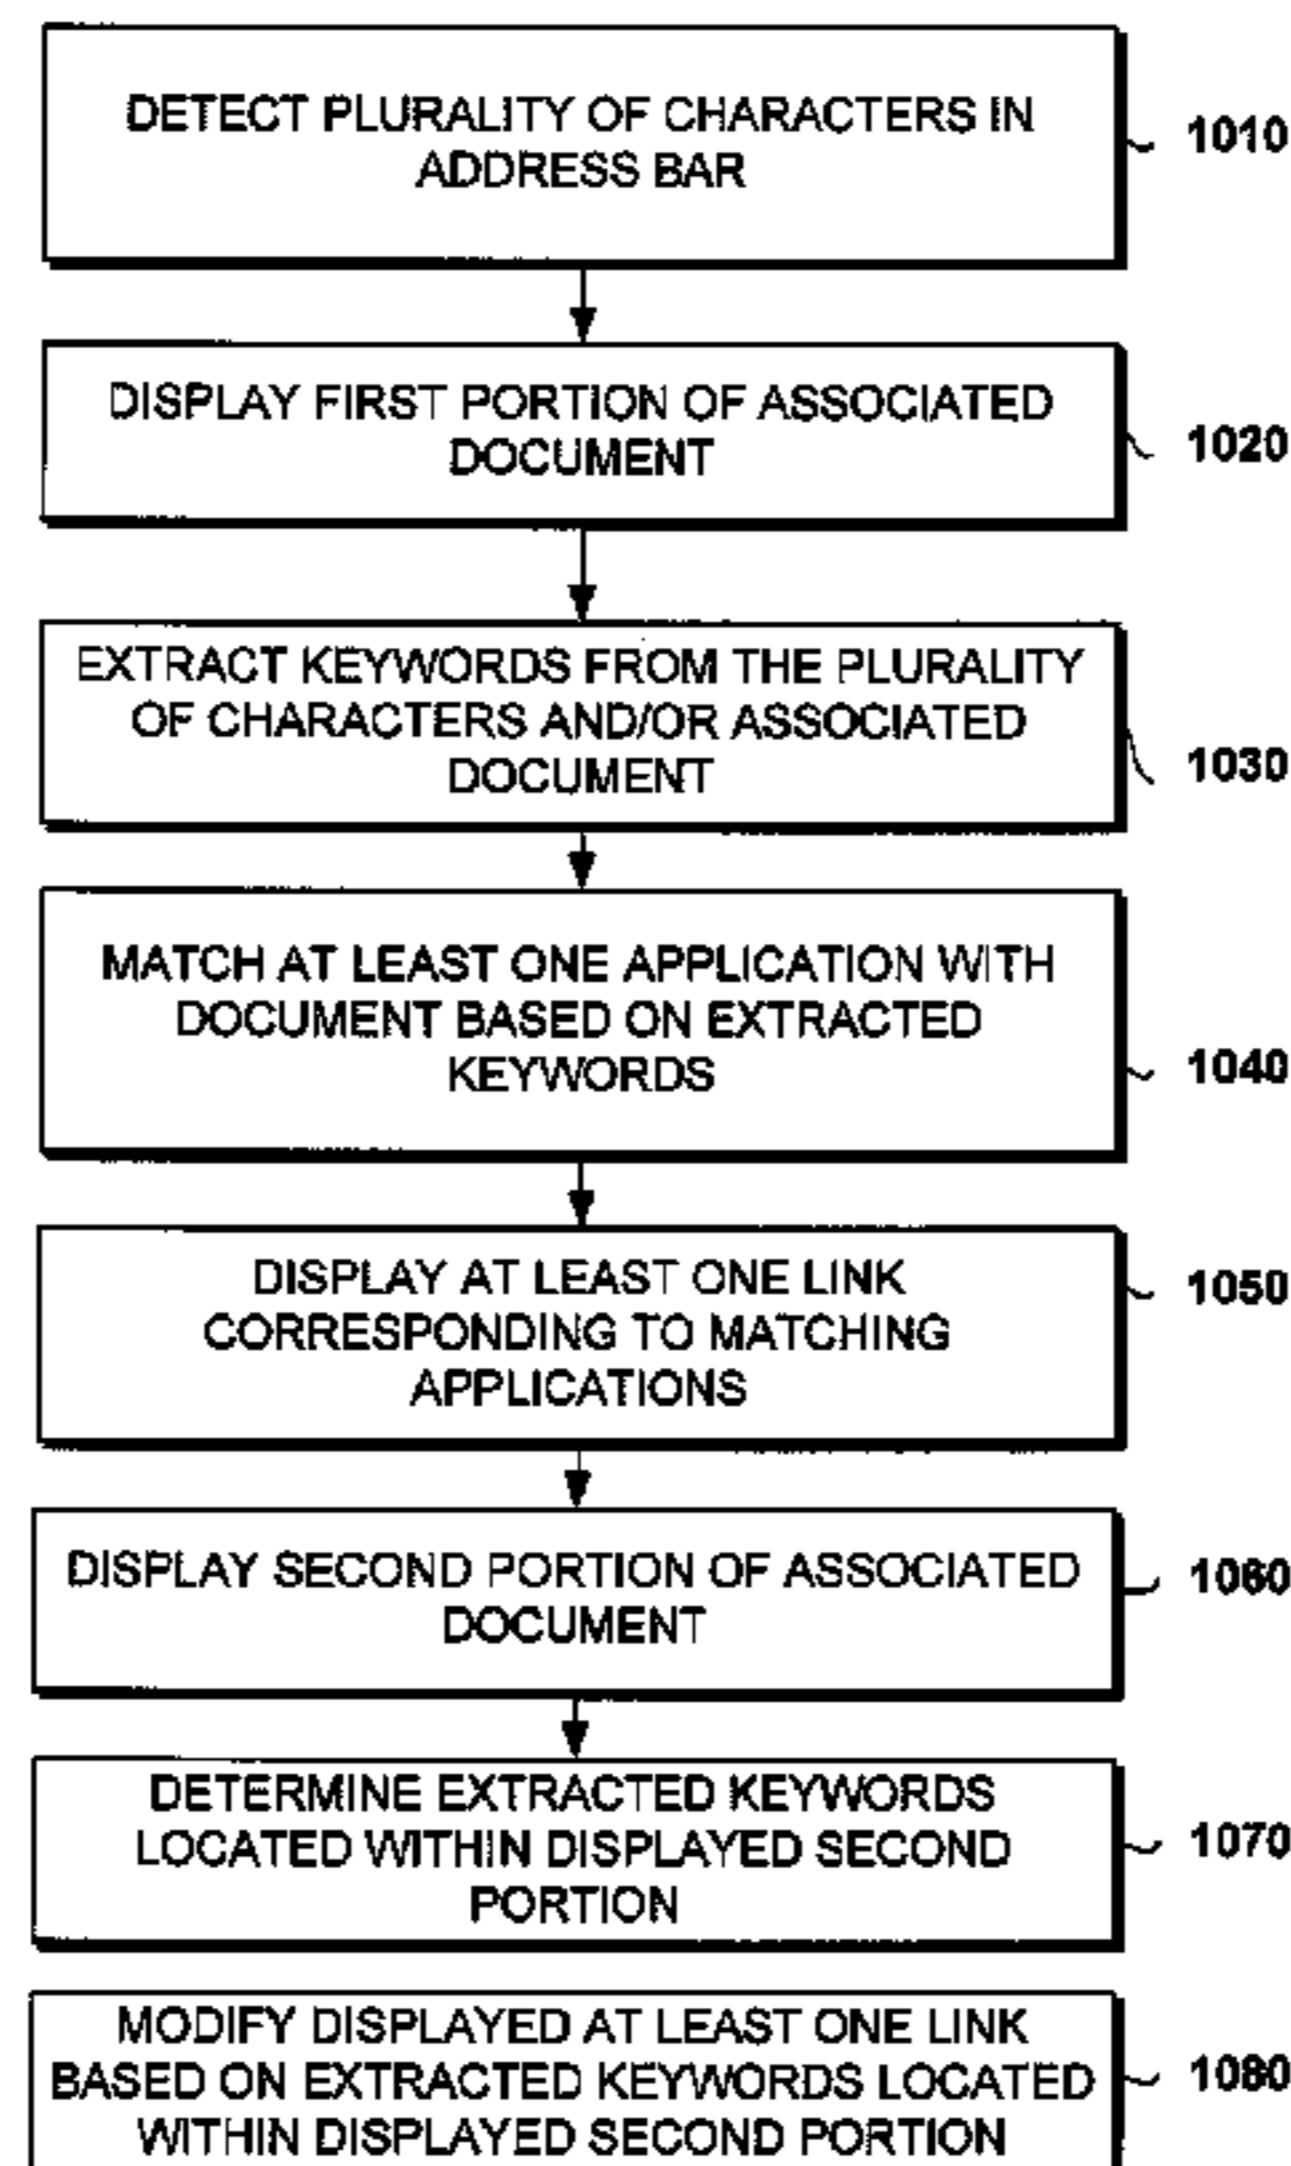 DETECT PLURALITY OF CHARACTERS IN
ADDRESS BAR
1010
DISPLAY FIRST PORTION OF ASSOCIATED
DOCUMENT
1020
EXTRACT KEYWORDS FROM THE PLURALITY
OF CHARACTERS AND/OR ASSOCIATED
DOCUMENT
1030
MATCH AT LEAST ONE APPLICATION WITH
DOCUMENT BASED ON EXTRACTED
KEYWORDS
1040
DISPLAY AT LEAST ONE LINK
CORRESPONDING TO MATCHING
APPLICATIONS
1050
DISPLAY SECOND PORTION OF ASSOCIATED
DOCUMENT
1060
DETERMINE EXTRACTED KEYWORDS
LOCATED WITHIN DISPLAYED SECOND
PORTION
1070
MODIFY DISPLAYED AT LEAST ONE LINK
BASED ON EXTRACTED KEYWORDS LOCATED
WITHIN DISPLAYED SECOND PORTION
1080